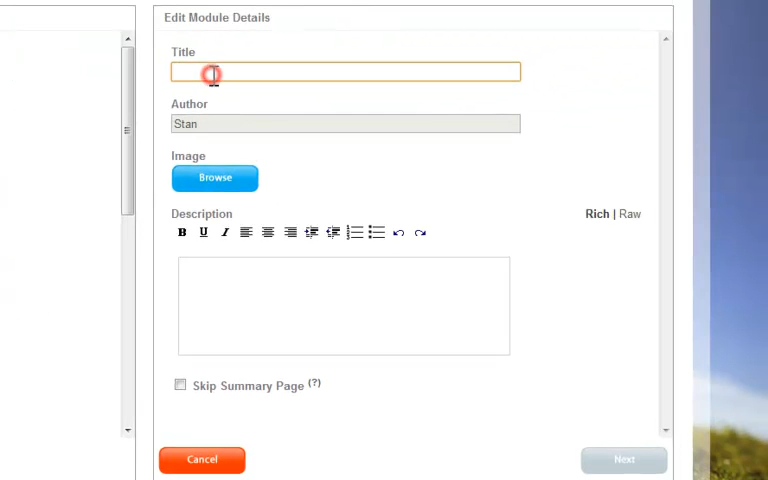 Edit Module Details
Title
Author
Stan
Image
Browse
Description
Rich | Raw
B U I
Skip Summary Page (?)
Cancel
Next